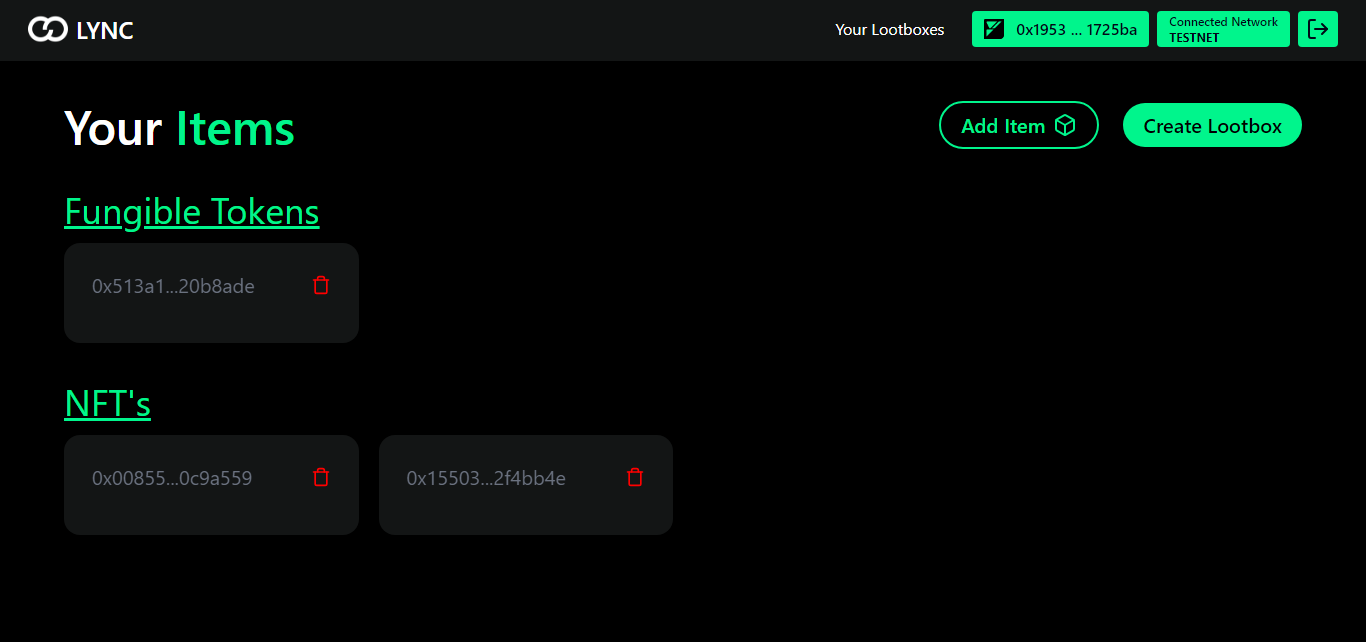 LYNC
Your Lootboxes
0x1953 ... 1725ba
Connected Network
TESTNET
Your Items
Add Item
Create Lootbox
Fungible Tokens
0x513a1...20b8ade
NFT's
0x00855...0c9a559
0x15503...2f4bb4e